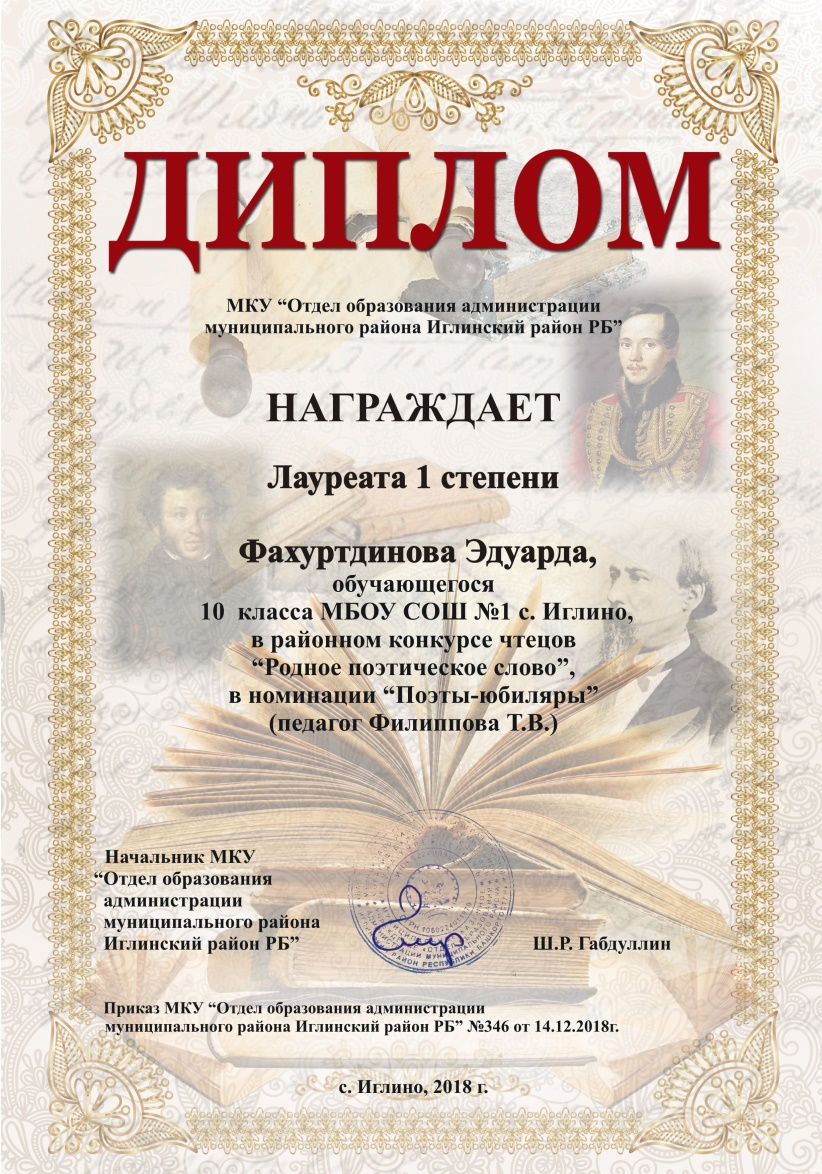 ДИПЛОМ
МКУ “Отдел образования администрации
муниципального района Иглинский район РБ”
НАГРАЖДАЕТ
Лауреата 1 степени
Фахуртдинова Эдуарда,
обучающегося
10 класса МБОУ СОШ №1 с. Иглино,
в районном конкурсе чтецов
“Родное поэтическое слово”,
в номинации “Поэты-юбиляры”
(педагог Филиппова Т.В.)
Начальник МКУ
“Отдел образования
администрации
муниципального района
Иглинский район РБ”
Ш.Р. Габдуллин
Приказ МКУ “Отдел образования администрации
муниципального района Иглинский район РБ” №346 от 14.12.2018г.
с. Иглино, 2018 г.